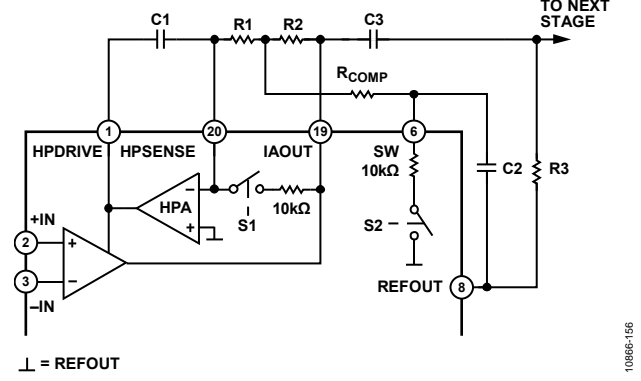 TO NEXT
STAGE
C1
R1
R2
C3
RCOMP
1
20
19
6
HPDRIVE
HPSENSE
IAOUT
SW
10kΩ
C2
R3
–
HPA
+
S1
10kΩ
S2
+IN
2
+
3
–
–IN
REFOUT
8
= REFOUT
10866-156